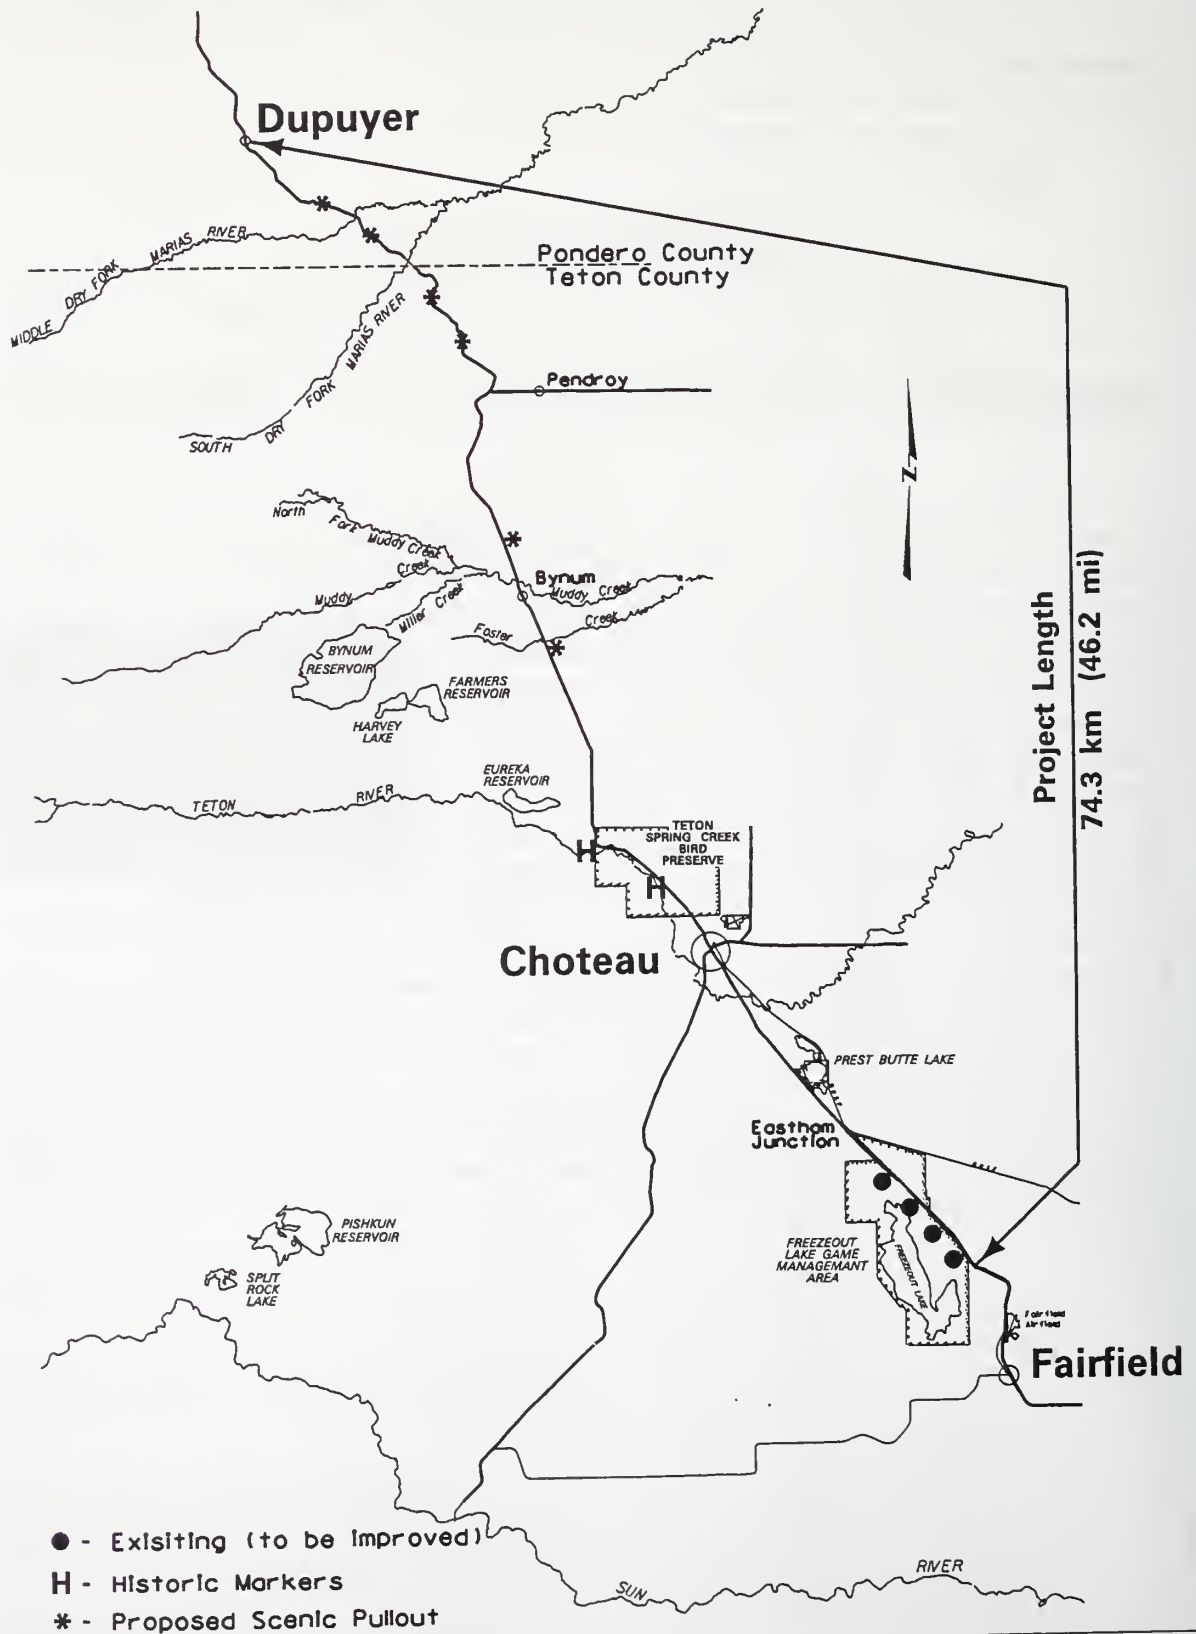 Dupuyer
MIDDLE DRY FORK MARIAS RIVER
Pondero County
Teton County
SOUTH DRY FORK MARIAS RIVER
Pendroy
N
North Fork Muddy Creek
Muddy Creek
Miller Creek
Bynum
Muddy Creek
Foster Creek
BYNUM
RESERVOIR
FARMERS
RESERVOIR
HARVEY
LAKE
Project Length
74.3 km (46.2 mi)
EUREKA
RESERVOIR
TETON RIVER
TETON
SPRING CREEK
BIRD
PRESERVE
H
H
Choteau
PREST BUTTE LAKE
Eastham
Junction
PISHKUN
RESERVOIR
SPLIT
ROCK
LAKE
FREEZEOUT
LAKE GAME
MANAGEMANT
AREA
FREEZEOUT LAKE
Fairfield
Airfield
Fairfield
● - Exisiting (to be improved)
H - Historic Markers
* - Proposed Scenic Pullout
SUN RIVER